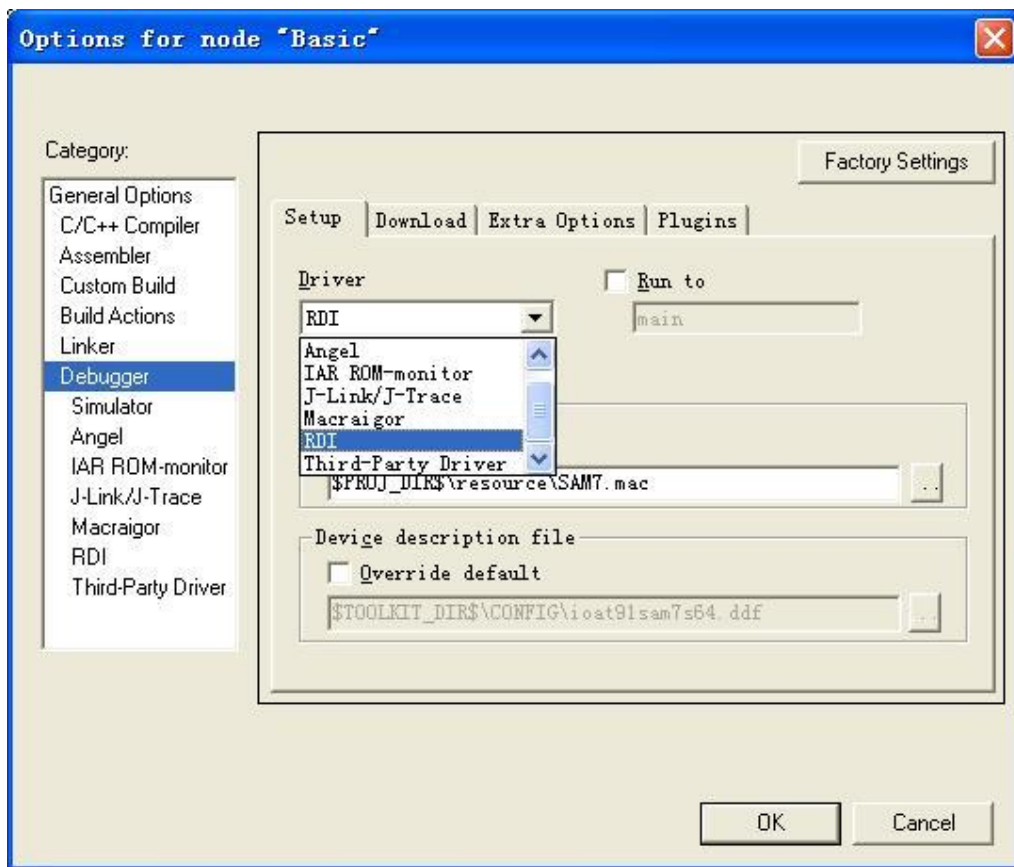 Options for node "Basic"
Category:
Factory Settings
General Options
C/C++ Compiler
Assembler
Custom Build
Build Actions
Linker
Debugger
Simulator
Angel
IAR ROM-monitor
J-Link/J-Trace
Macraigor
RDI
Third-Party Driver
Setup Download Extra Options Plugins
Driver
Run to
RDI
main
Angel
IAR ROM-monitor
J-Link/J-Trace
Macraigor
RDI
Third-Party Driver
$PROJ_DIR$\resource\SAM7.mac
..
Device description file
Override default
$TOOLKIT_DIR$\CONFIG\ioat91sam7s64.ddf
..
OK Cancel